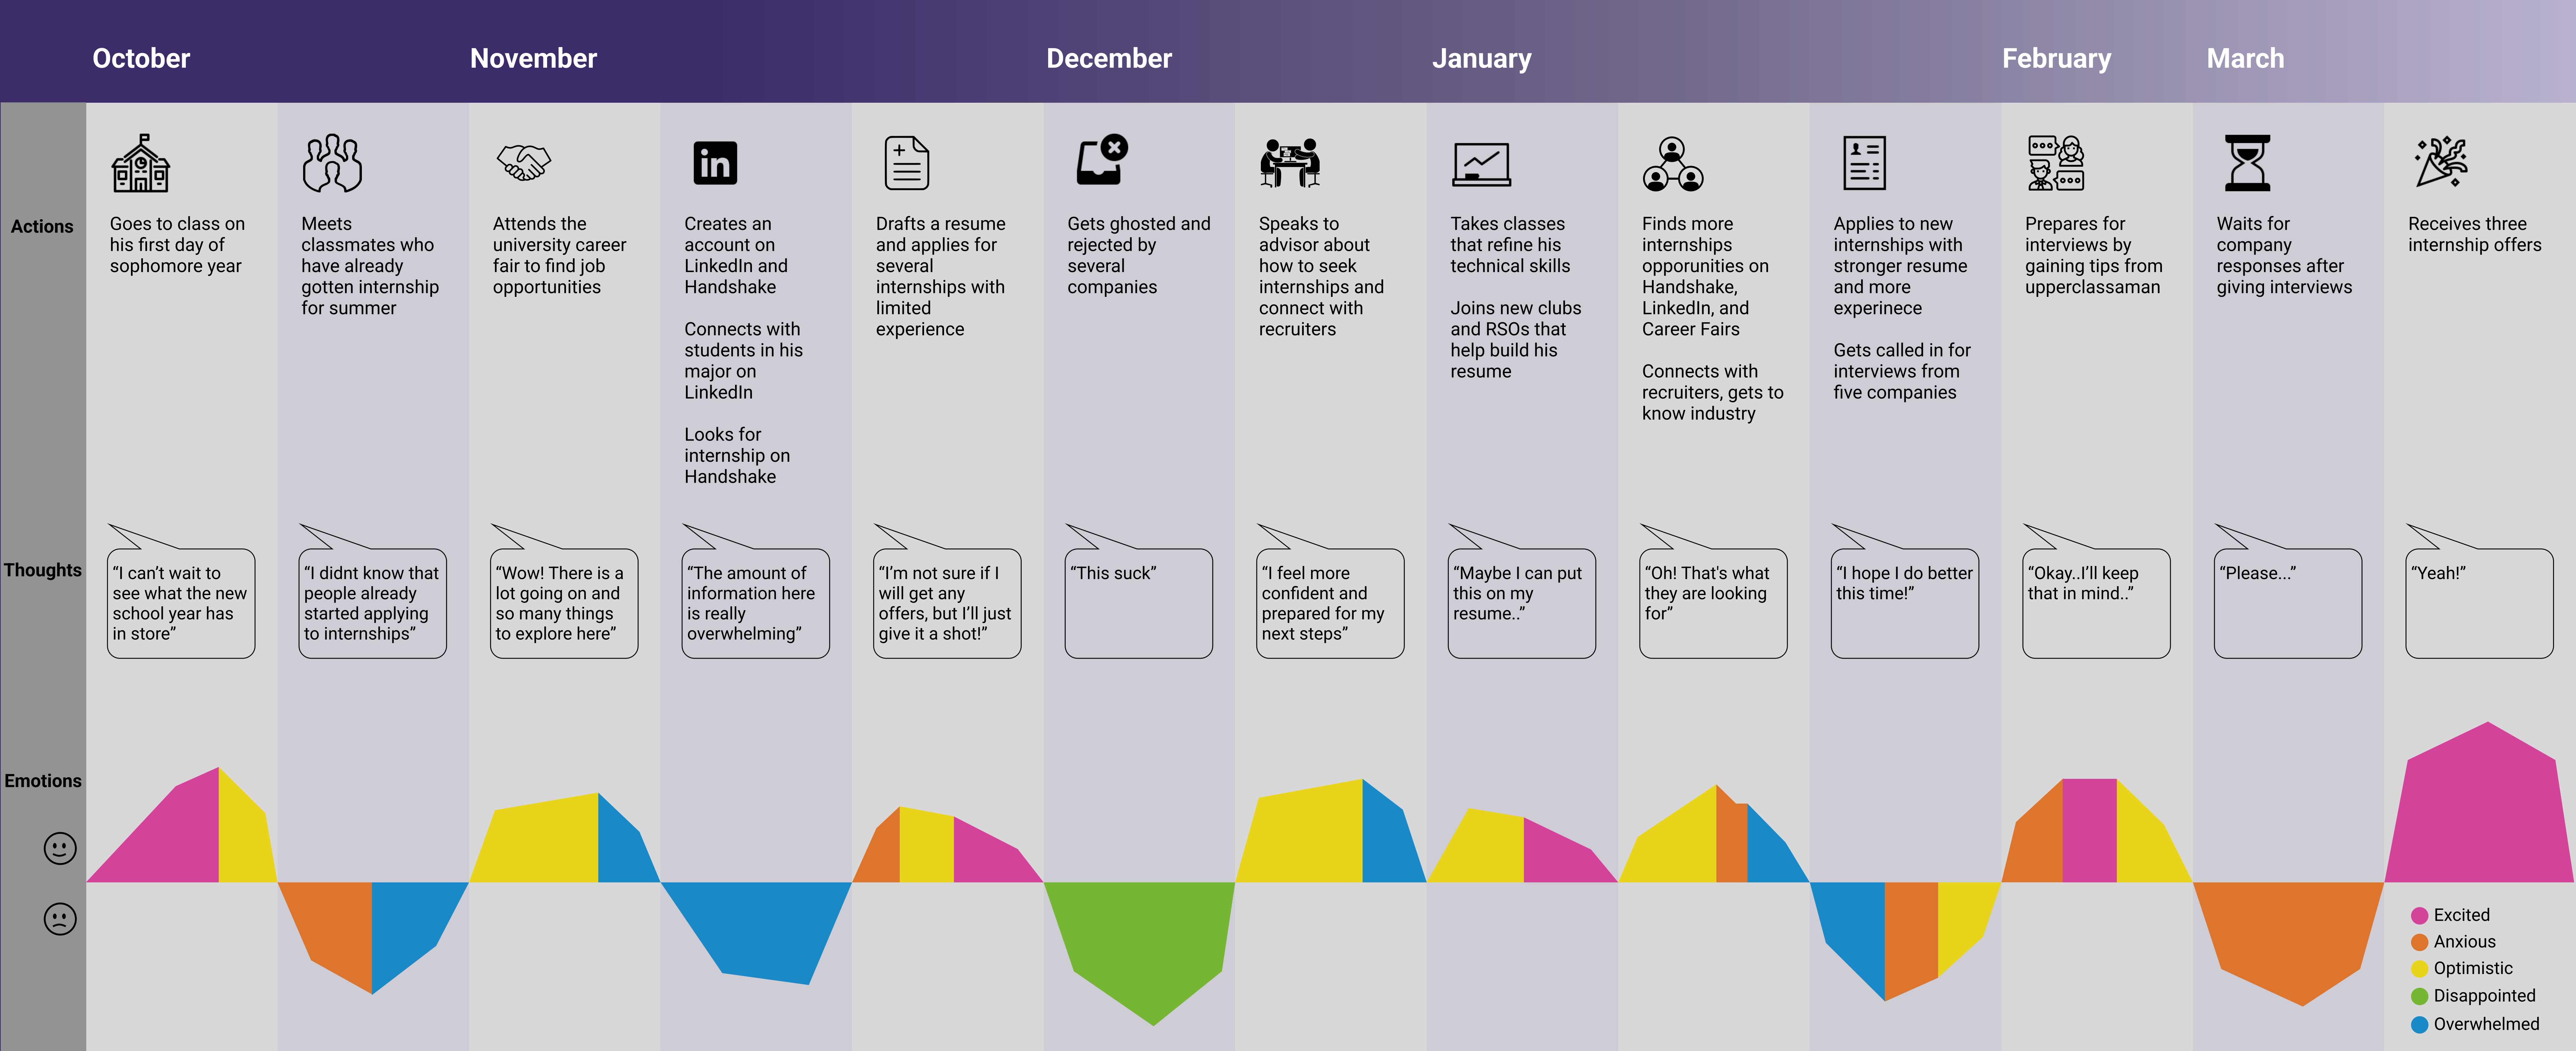 October
November
December
January
February
March
Actions
Goes to class on
his first day of
sophomore year
Meets
classmates who
have already
gotten internship
for summer
Attends the
university career
fair to find job
opportunities
in
Creates an
account on
LinkedIn and
Handshake
Connects with
students in his
major on
LinkedIn
Looks for
internship on
Handshake
Drafts a resume
and applies for
several
internships with
limited
experience
Gets ghosted and
rejected by
several
companies
Speaks to
advisor about
how to seek
internships and
connect with
recruiters
Takes classes
that refine his
technical skills
Joins new clubs
and RSOs that
help build his
resume
Finds more
internships
opporunities on
Handshake,
LinkedIn, and
Career Fairs
Connects with
recruiters, gets to
know industry
Applies to new
internships with
stronger resume
and more
experinece
Gets called in for
interviews from
five companies
Prepares for
interviews by
gaining tips from
upperclassaman
Waits for
company
responses after
giving interviews
Receives three
internship offers
Thoughts
“I can’t wait to
see what the new
school year has
in store”
“I didnt know that
people already
started applying
to internships”
“Wow! There is a
lot going on and
so many things
to explore here”
“The amount of
information here
is really
overwhelming”
“I’m not sure if I
will get any
offers, but I’ll just
give it a shot!”
“This suck”
“I feel more
confident and
prepared for my
next steps”
“Maybe I can put
this on my
resume..”
“Oh! That's what
they are looking
for”
“I hope I do better
this time!”
“Okay..I’ll keep
that in mind..”
“Please...”
“Yeah!”
Emotions
Excited
Anxious
Optimistic
Disappointed
Overwhelmed